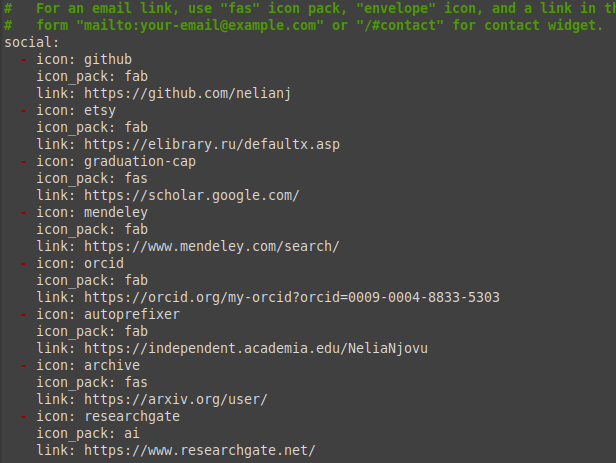 #   For an email link, use "fas" icon pack, "envelope" icon, and a link in th
#   form "mailto:your-email@example.com" or "/#contact" for contact widget.
social:
  - icon: github
    icon_pack: fab
    link: https://github.com/nelianj
  - icon: etsy
    icon_pack: fab
    link: https://elibrary.ru/defaultx.asp
  - icon: graduation-cap
    icon_pack: fas
    link: https://scholar.google.com/
  - icon: mendeley
    icon_pack: fab
    link: https://www.mendeley.com/search/
  - icon: orcid
    icon_pack: fab
    link: https://orcid.org/my-orcid?orcid=0009-0004-8833-5303
  - icon: autoprefixer
    icon_pack: fab
    link: https://independent.academia.edu/NeliaNjovu
  - icon: archive
    icon_pack: fas
    link: https://arxiv.org/user/
  - icon: researchgate
    icon_pack: ai
    link: https://www.researchgate.net/